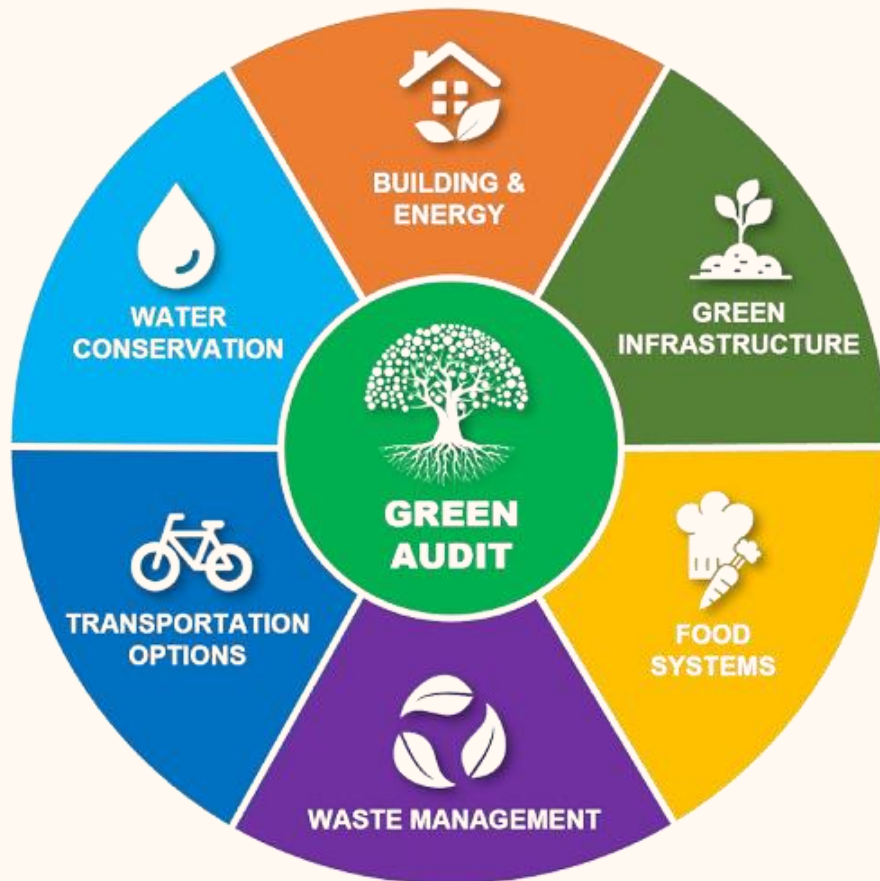 BUILDING &
ENERGY
GREEN
INFRASTRUCTURE
FOOD
SYSTEMS
WASTE MANAGEMENT
TRANSPORTATION
OPTIONS
WATER
CONSERVATION
GREEN
AUDIT